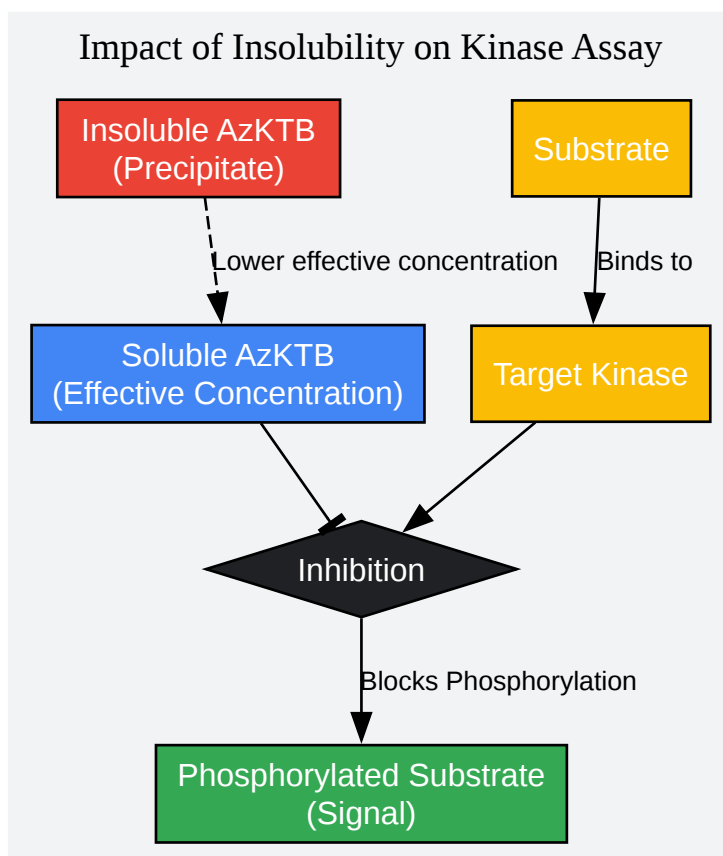 Impact of Insolubility on Kinase Assay
Insoluble AzKTB
(Precipitate)
Substrate
Lower effective concentration
Binds to
Soluble AzKTB
(Effective Concentration)
Target Kinase
Inhibition
Blocks Phosphorylation
Phosphorylated Substrate
(Signal)